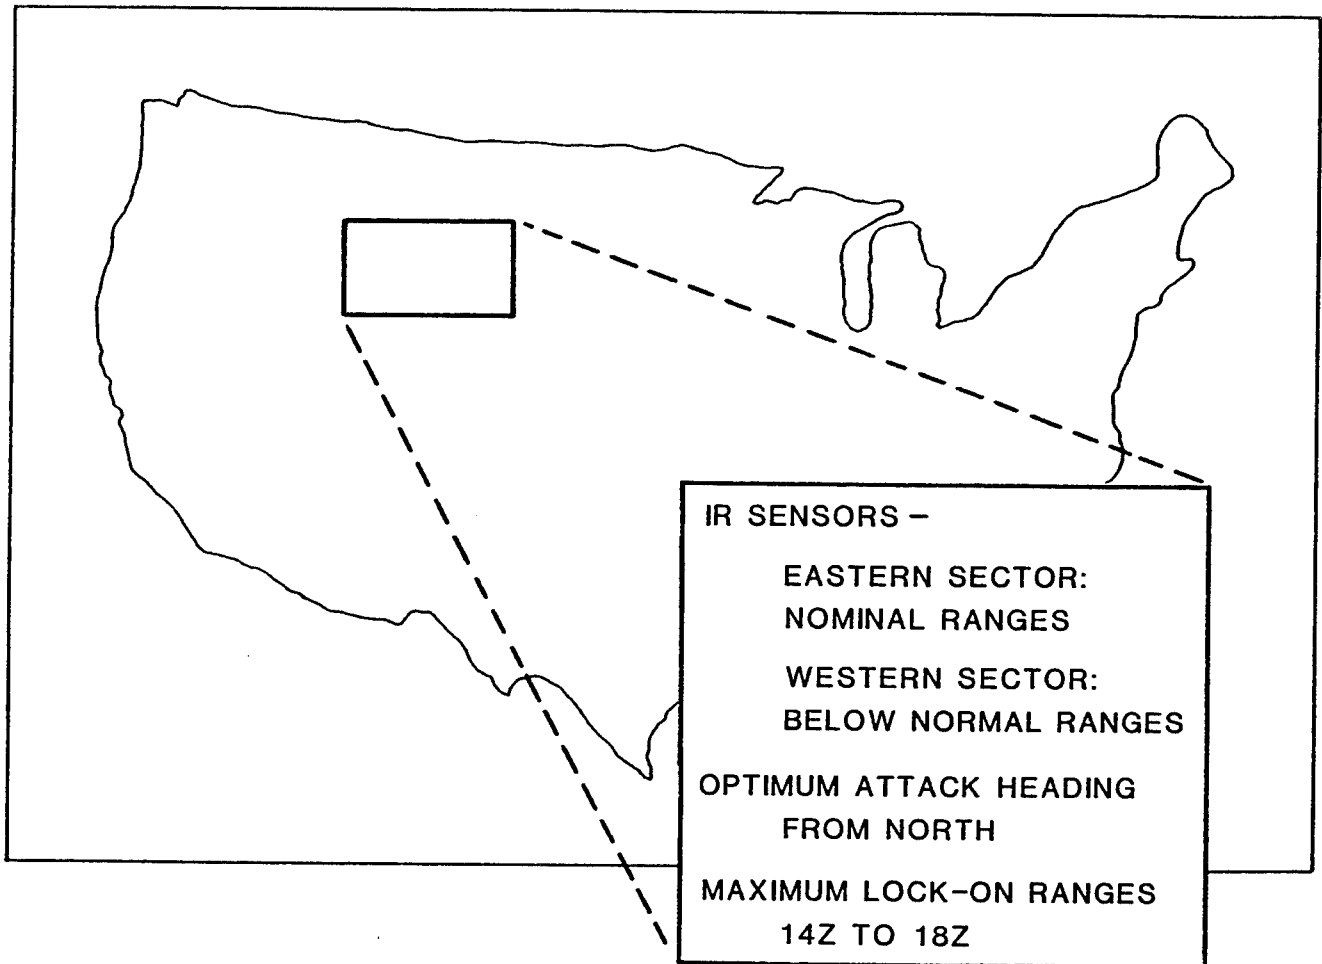 IR SENSORS –
EASTERN SECTOR:
NOMINAL RANGES
WESTERN SECTOR:
BELOW NORMAL RANGES
OPTIMUM ATTACK HEADING
FROM NORTH
MAXIMUM LOCK-ON RANGES
14Z TO 18Z